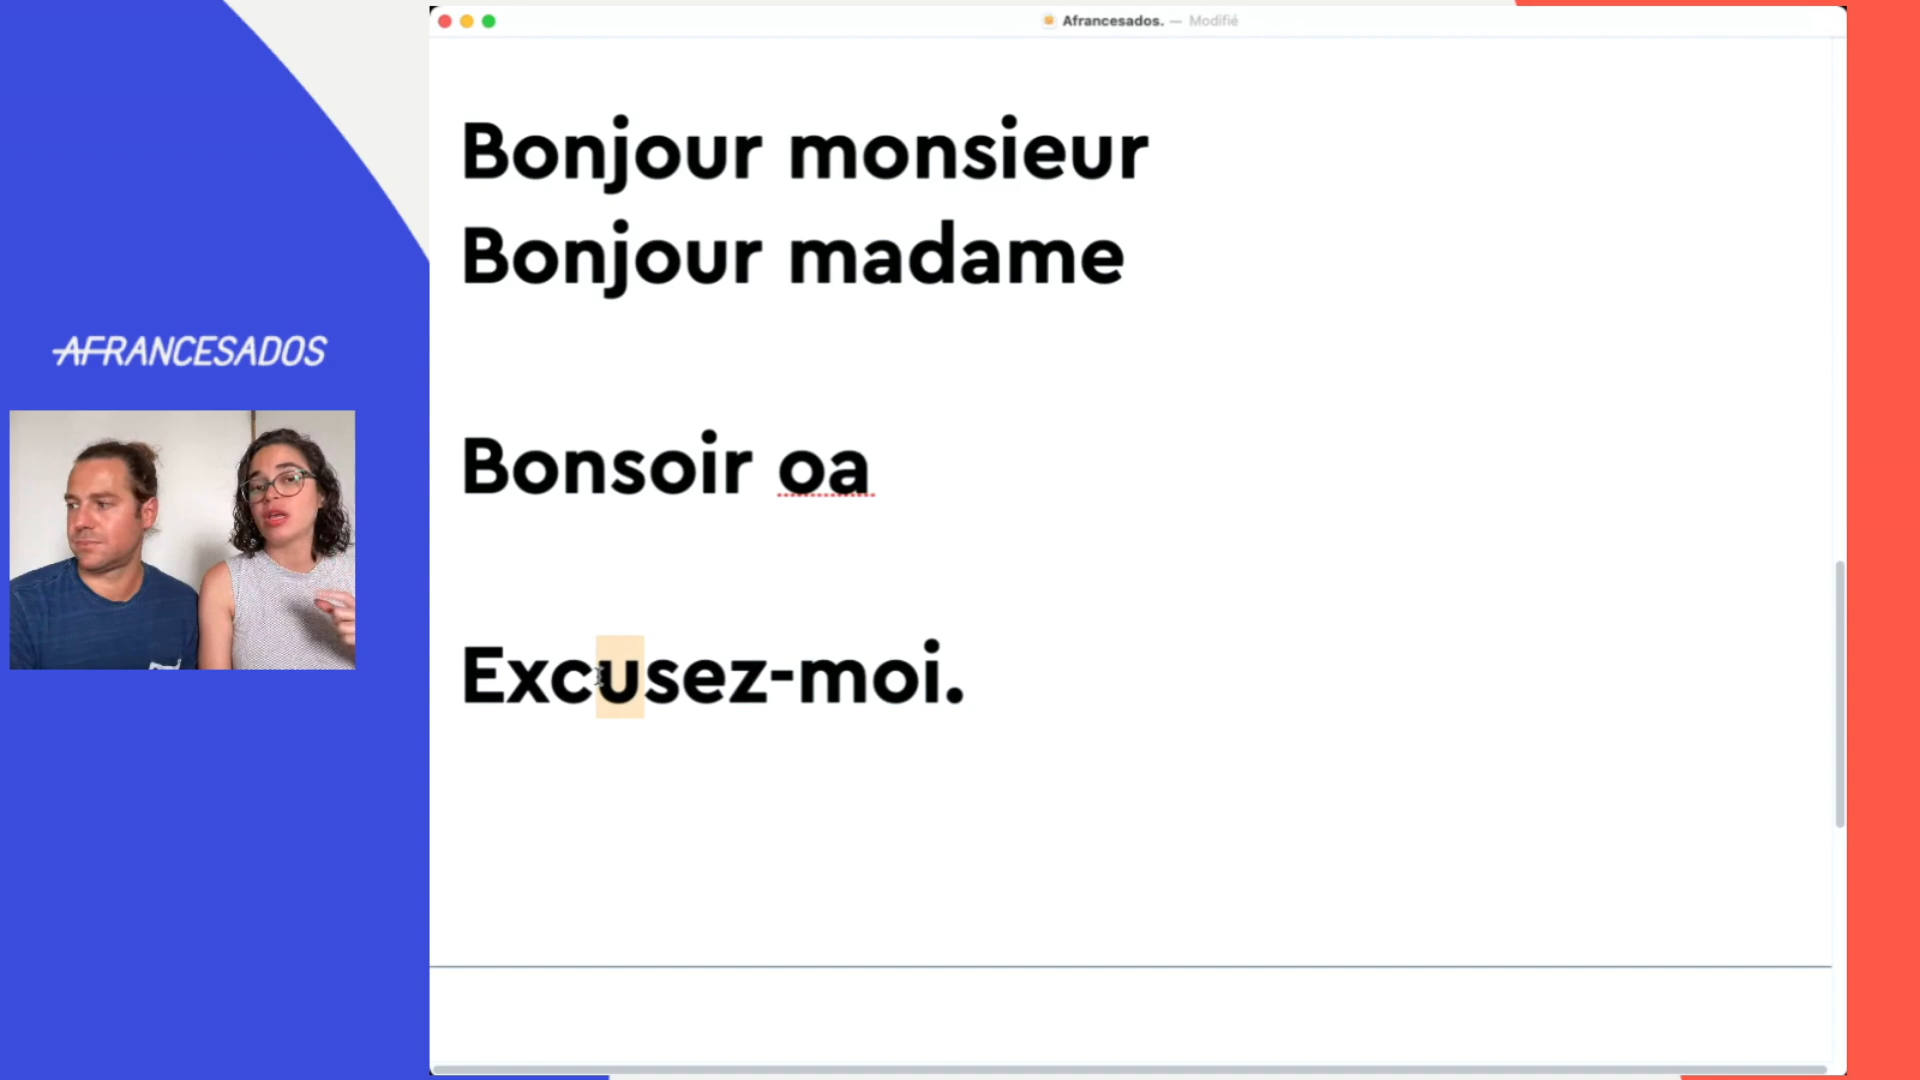 Afrancesados. — Modifié
Bonjour monsieur
Bonjour madame
AFRANCESADOS
Bonsoir oa
Excusez-moi.